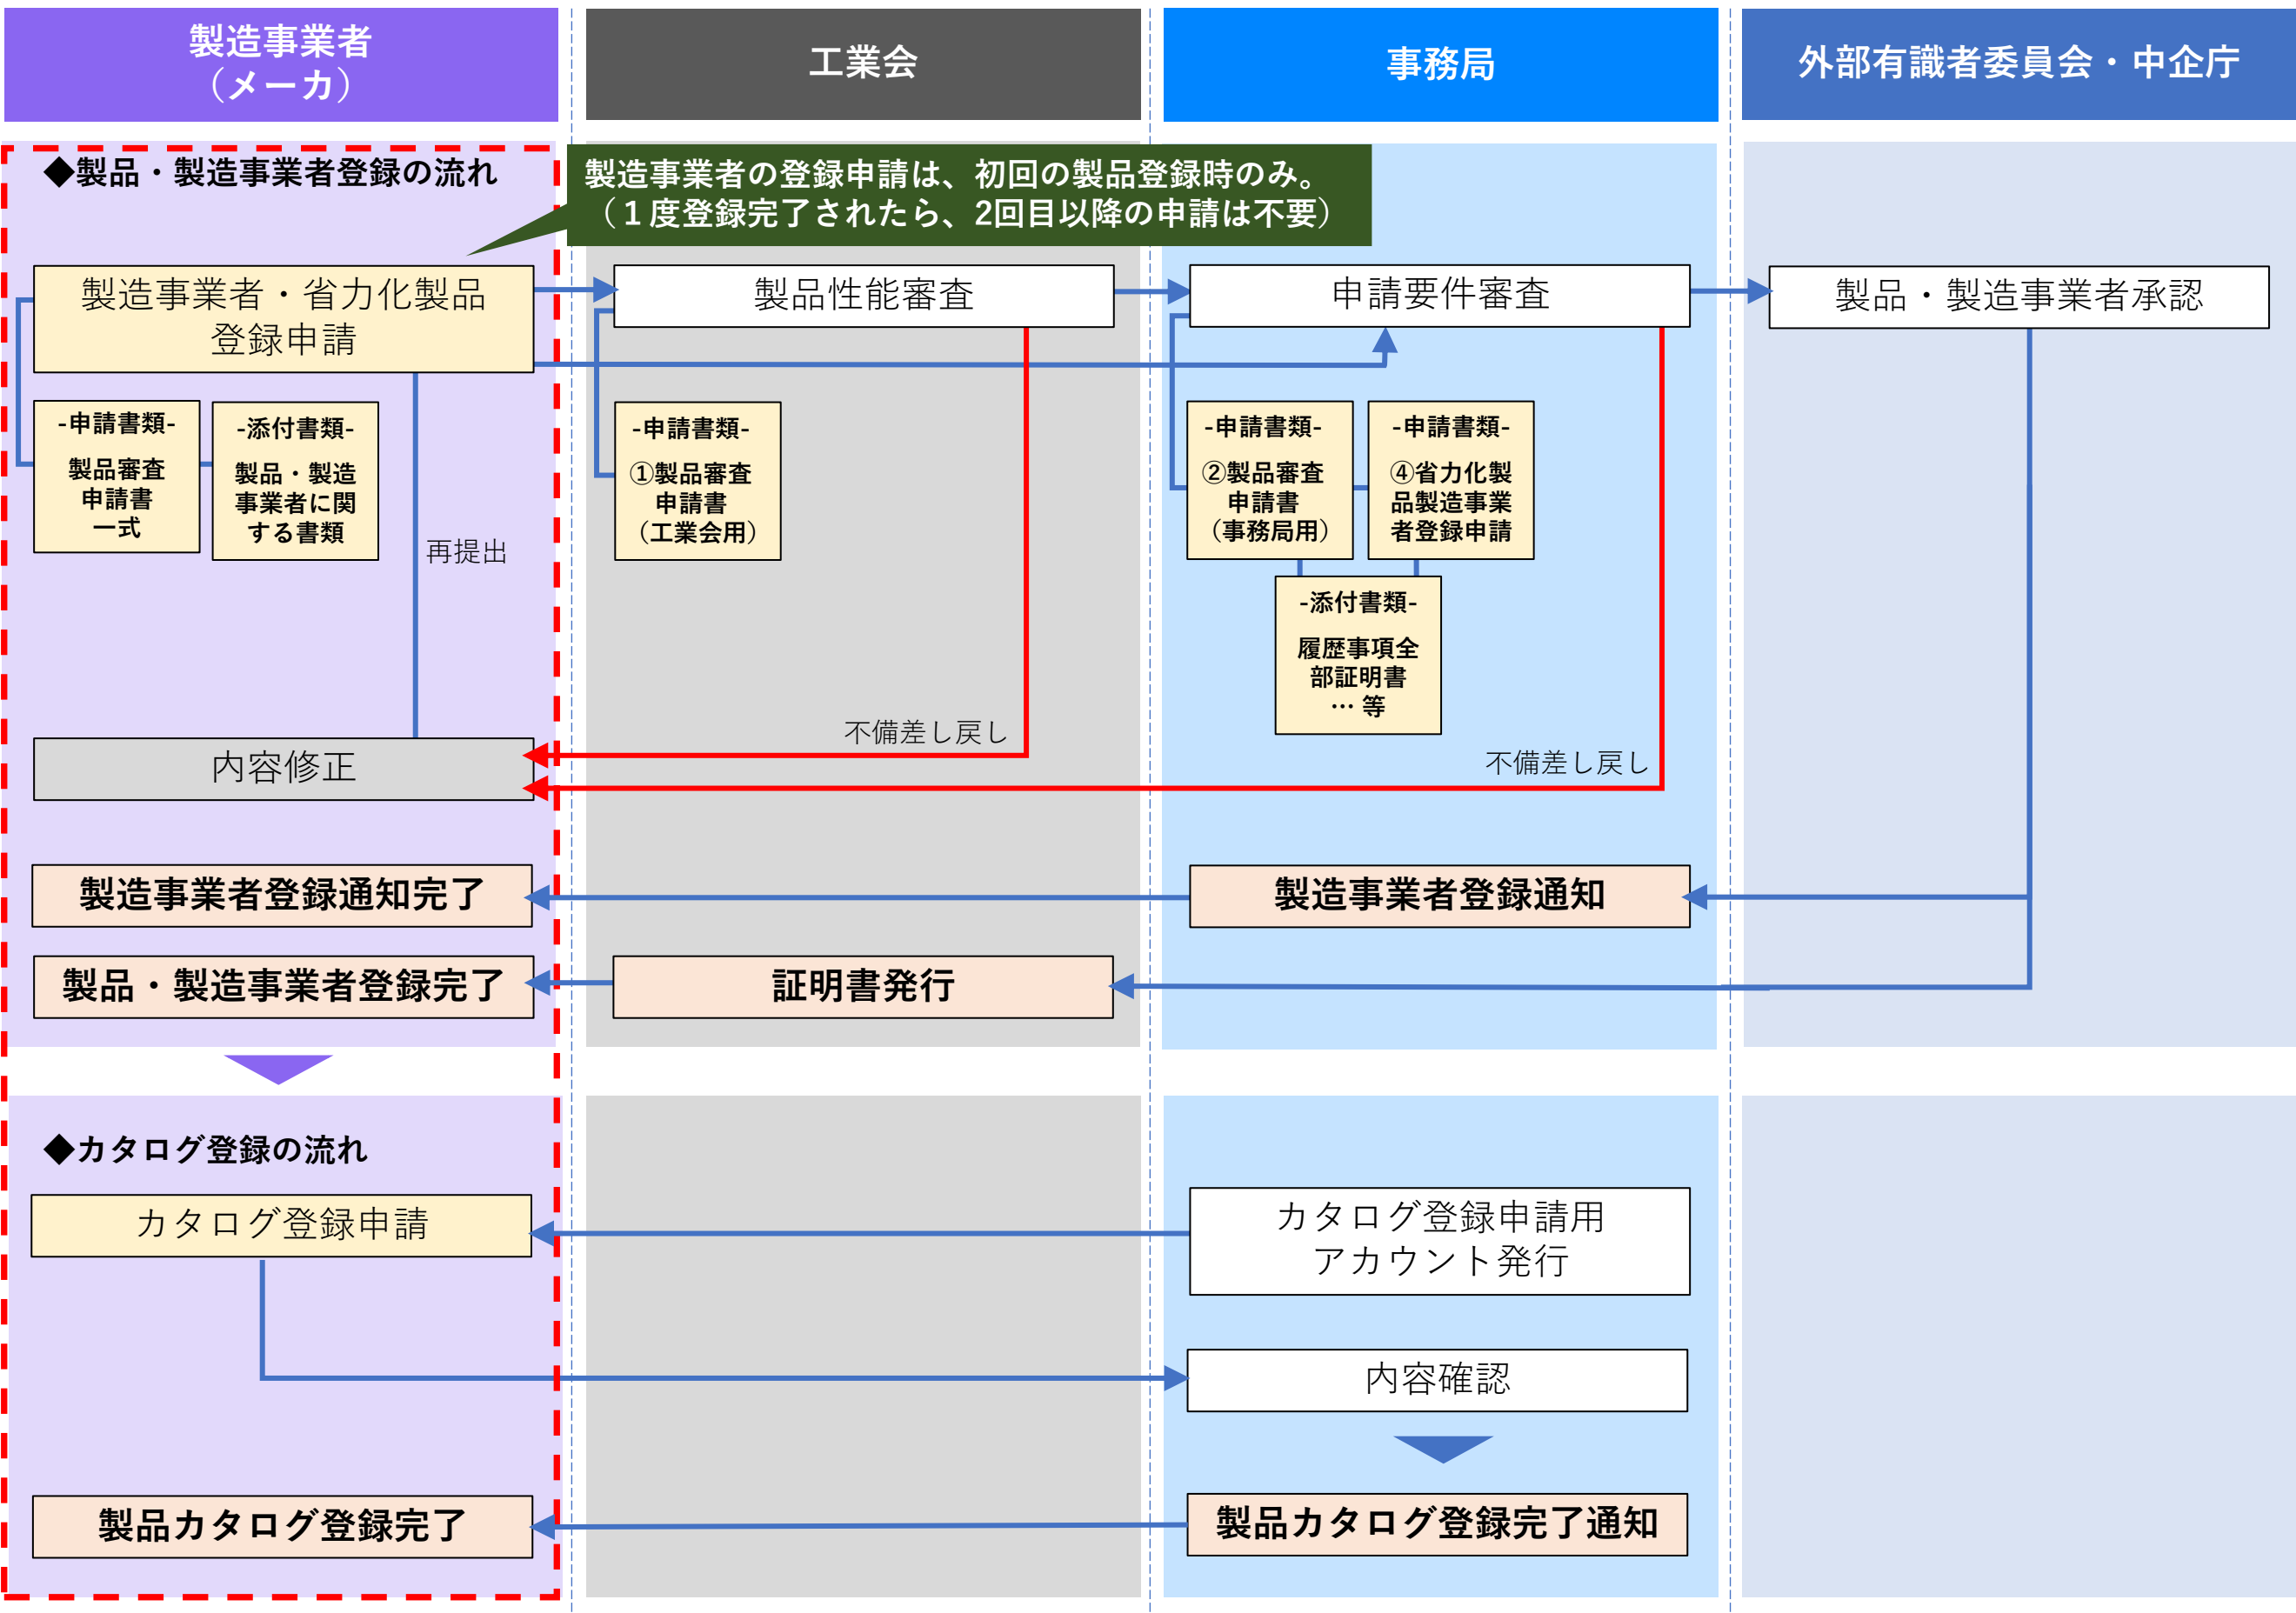 製造事業者
（メーカ）
工業会
事務局
外部有識者委員会・中企庁
◆製品・製造事業者登録の流れ
製造事業者の登録申請は、初回の製品登録時のみ。
（１度登録完了されたら、2回目以降の申請は不要）
製造事業者・省力化製品
登録申請
製品性能審査
申請要件審査
製品・製造事業者承認
-申請書類-
製品審査
申請書
一式
-添付書類-
製品・製造
事業者に関
する書類
再提出
-申請書類-
①製品審査
申請書
（工業会用）
-申請書類-
②製品審査
申請書
（事務局用）
-申請書類-
④省力化製
品製造事業
者登録申請
-添付書類-
履歴事項全
部証明書
… 等
不備差し戻し
不備差し戻し
内容修正
製造事業者登録通知完了
製造事業者登録通知
製品・製造事業者登録完了
証明書発行
◆カタログ登録の流れ
カタログ登録申請
カタログ登録申請用
アカウント発行
内容確認
製品カタログ登録完了
製品カタログ登録完了通知